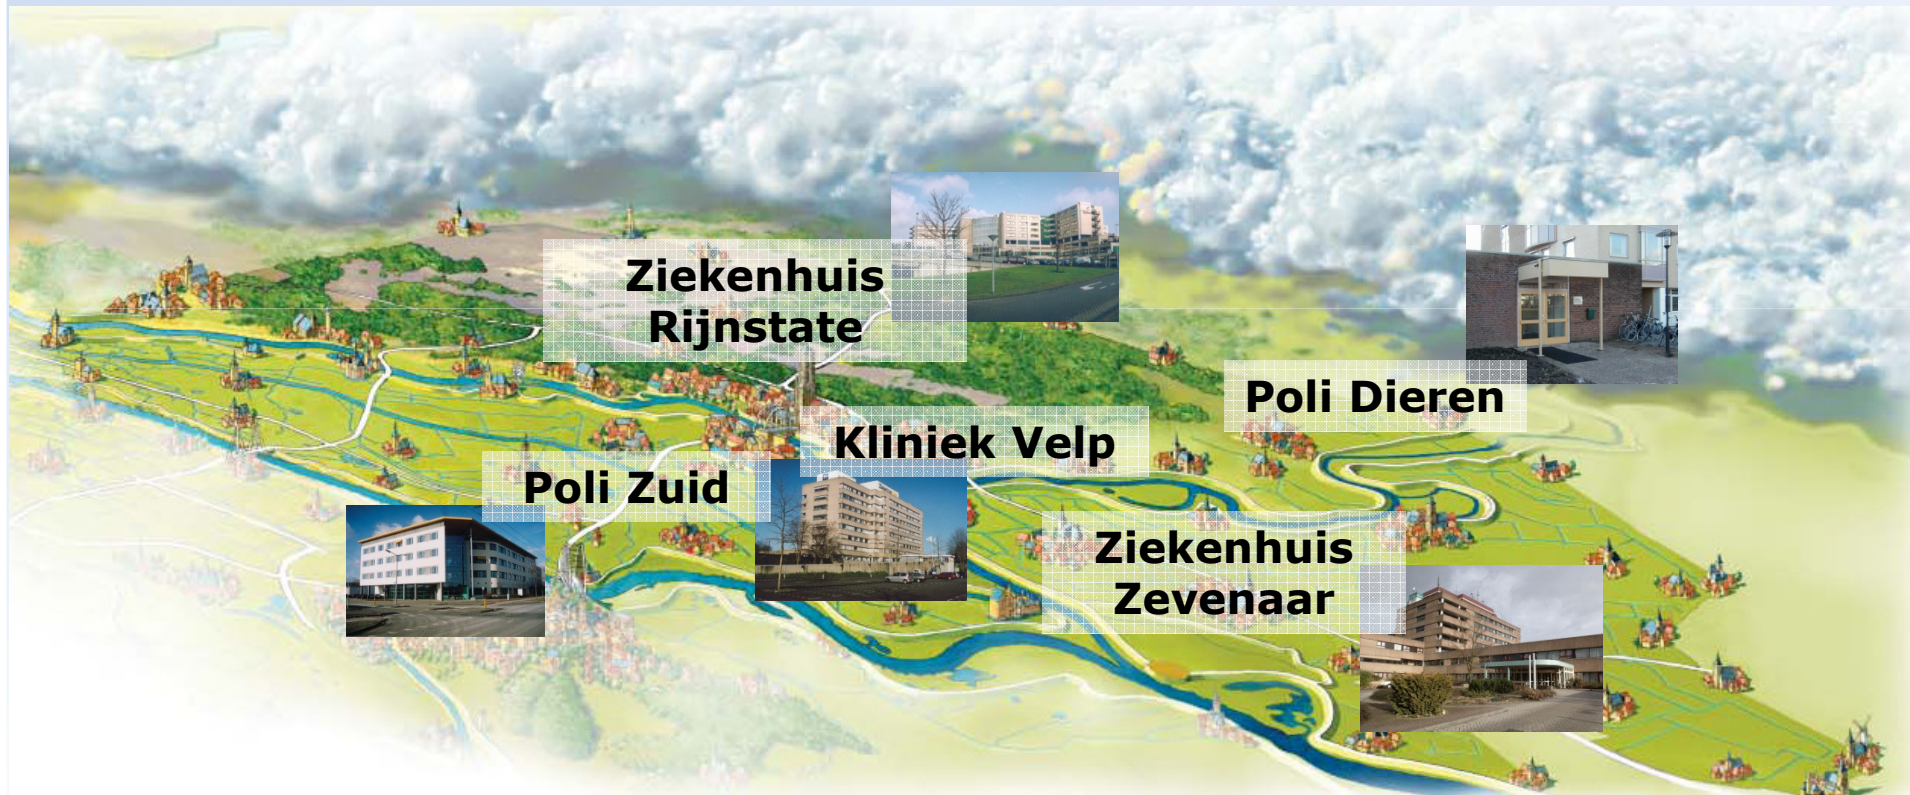 Ziekenhuis
Rijnstate
Poli Dieren
Kliniek Velp
Poli Zuid
Ziekenhuis
Zevenaar